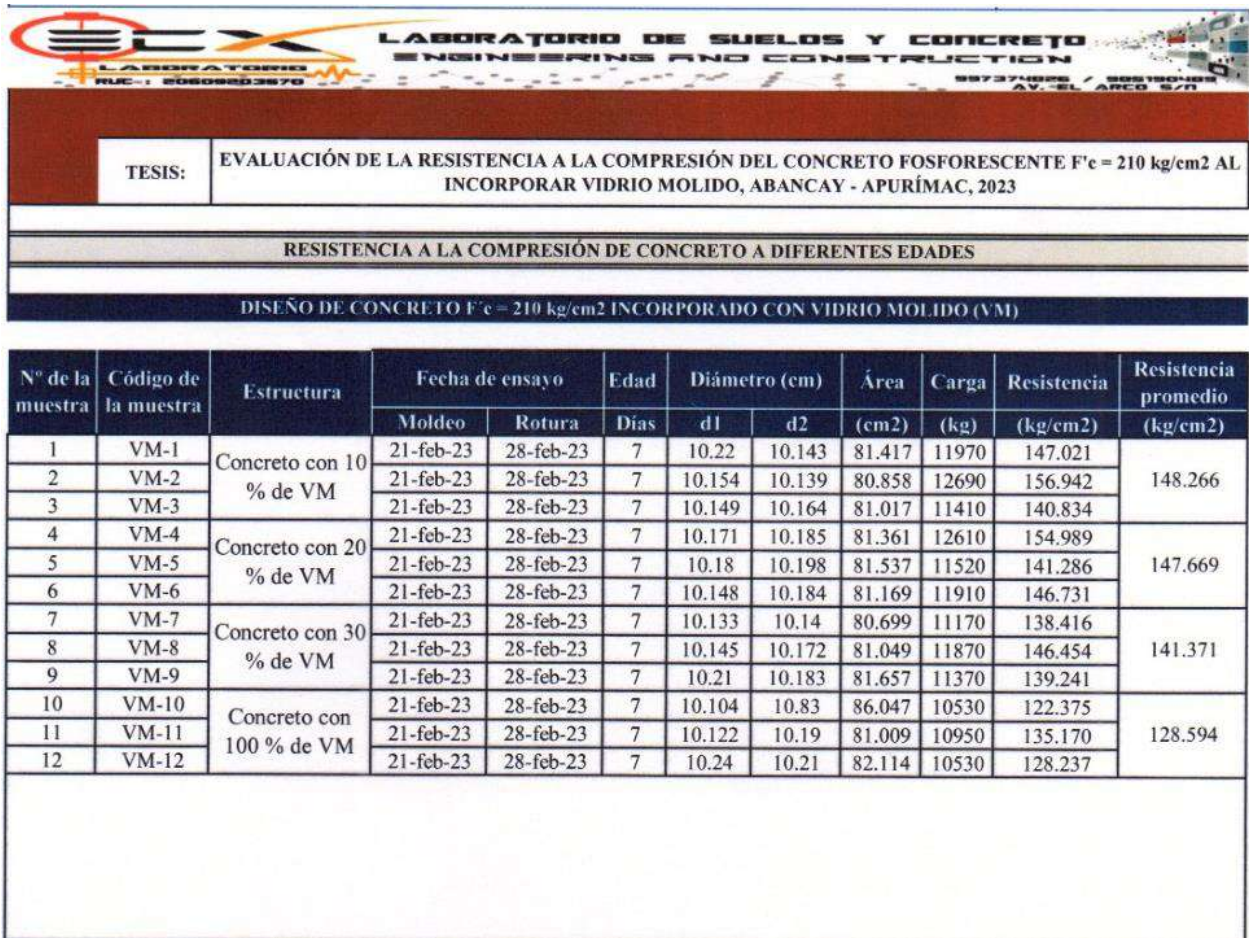 ECX
LABORATORIO
RUC-: 20609203670
LABORATORIO DE SUELOS Y CONCRETO
ENGINEERING AND CONSTRUCTION
997374826 / 905190489
AV.-EL ARCO S/N
TESIS:
EVALUACIÓN DE LA RESISTENCIA A LA COMPRESIÓN DEL CONCRETO FOSFORESCENTE F'c = 210 kg/cm2 AL
INCORPORAR VIDRIO MOLIDO, ABANCAY - APURÍMAC, 2023
RESISTENCIA A LA COMPRESIÓN DE CONCRETO A DIFERENTES EDADES
DISEÑO DE CONCRETO F´c = 210 kg/cm2 INCORPORADO CON VIDRIO MOLIDO (VM)
Nº de la muestra Código de la muestra Estructura Fecha de ensayo Edad Diámetro (cm) Área Carga Resistencia Resistencia promedio
Moldeo Rotura Días d1 d2 (cm2) (kg) (kg/cm2) (kg/cm2)
1 VM-1 Concreto con 10 % de VM 21-feb-23 28-feb-23 7 10.22 10.143 81.417 11970 147.021 148.266
2 VM-2 21-feb-23 28-feb-23 7 10.154 10.139 80.858 12690 156.942
3 VM-3 21-feb-23 28-feb-23 7 10.149 10.164 81.017 11410 140.834
4 VM-4 Concreto con 20 % de VM 21-feb-23 28-feb-23 7 10.171 10.185 81.361 12610 154.989 147.669
5 VM-5 21-feb-23 28-feb-23 7 10.18 10.198 81.537 11520 141.286
6 VM-6 21-feb-23 28-feb-23 7 10.148 10.184 81.169 11910 146.731
7 VM-7 Concreto con 30 % de VM 21-feb-23 28-feb-23 7 10.133 10.14 80.699 11170 138.416 141.371
8 VM-8 21-feb-23 28-feb-23 7 10.145 10.172 81.049 11870 146.454
9 VM-9 21-feb-23 28-feb-23 7 10.21 10.183 81.657 11370 139.241
10 VM-10 Concreto con 100 % de VM 21-feb-23 28-feb-23 7 10.104 10.83 86.047 10530 122.375 128.594
11 VM-11 21-feb-23 28-feb-23 7 10.122 10.19 81.009 10950 135.170
12 VM-12 21-feb-23 28-feb-23 7 10.24 10.21 82.114 10530 128.237